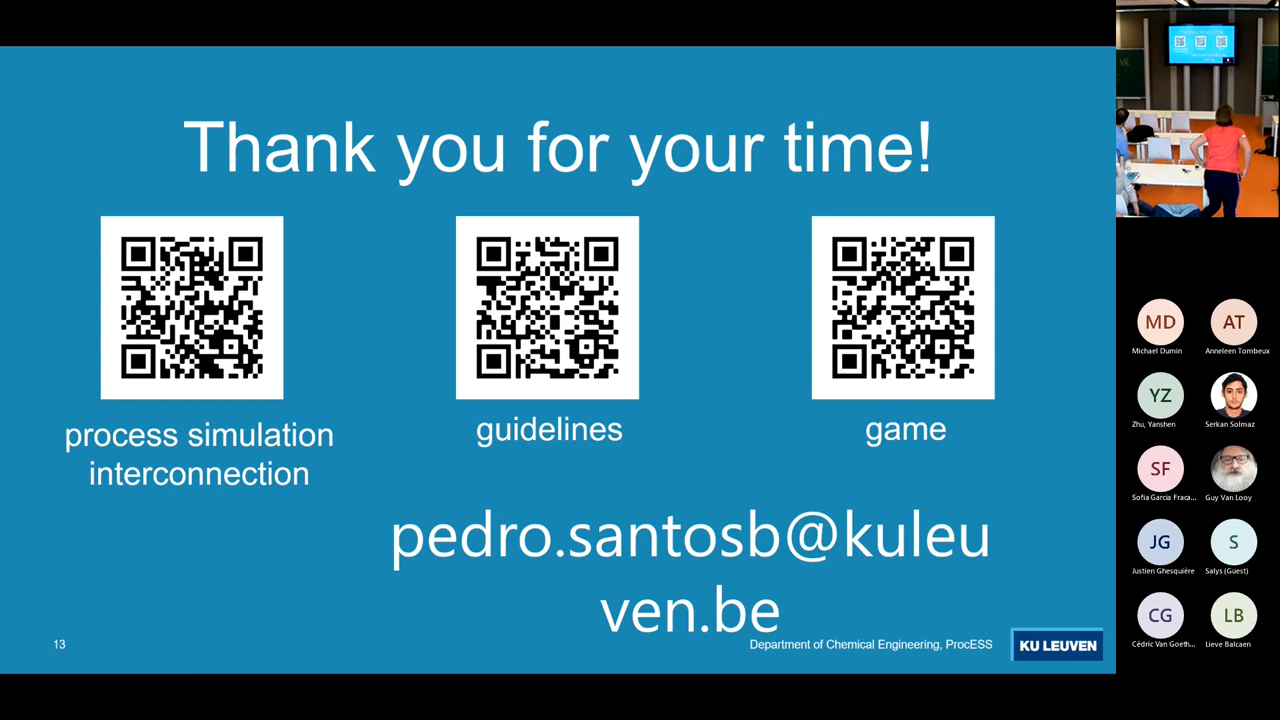 Thank you for your time!
process simulation
interconnection
guidelines
game
pedro.santosb@kuleu
ven.be
13
Department of Chemical Engineering, ProcESS
KU LEUVEN
MD
Michael Dumin
AT
Anneleen Tombeux
YZ
Zhu, Yanshen
Serkan Solmaz
SF
Sofia Garcia Fraca...
Guy Van Looy
JG
Justien Ghesquière
S
Salys (Guest)
CG
Cédric Van Goeth...
LB
Lieve Balcaen